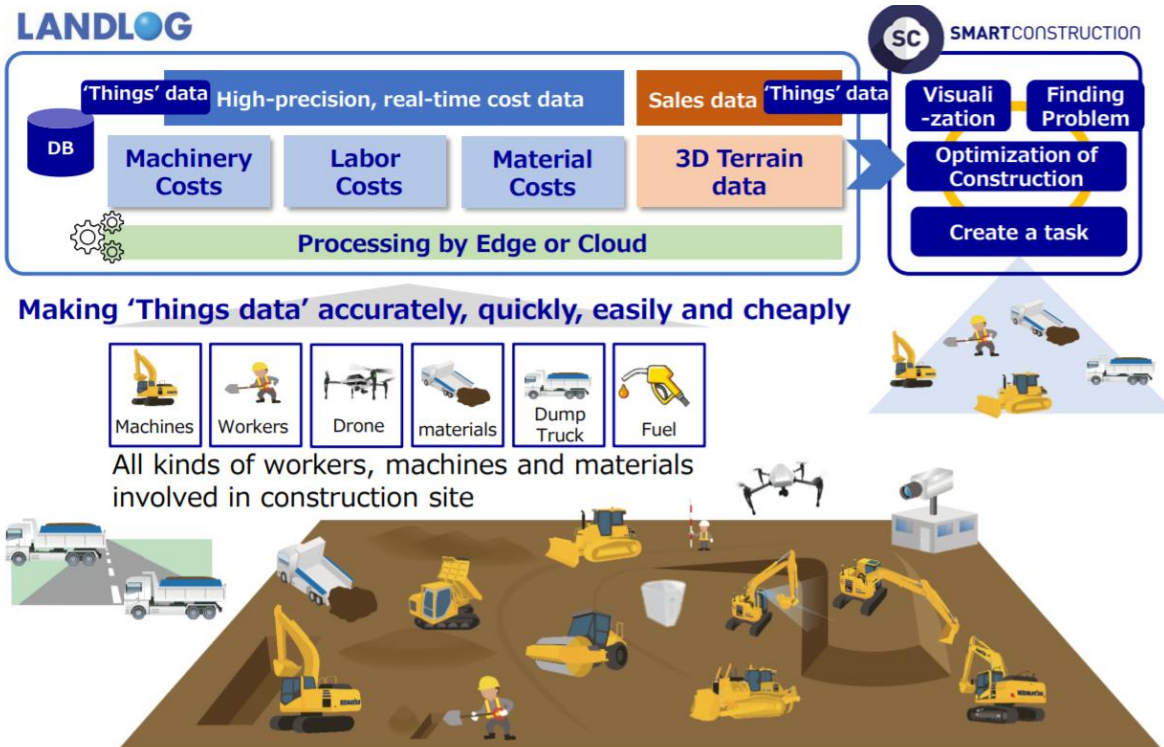 LANDLOG
SC SMARTCONSTRUCTION
'Things' data
High-precision, real-time cost data
Sales data
'Things' data
DB
Machinery
Costs
Labor
Costs
Material
Costs
3D Terrain
data
Processing by Edge or Cloud
Visuali
-zation
Finding
Problem
Optimization of
Construction
Create a task
Making 'Things data' accurately, quickly, easily and cheaply
Machines
Workers
Drone
materials
Dump
Truck
Fuel
All kinds of workers, machines and materials
involved in construction site
KOMATSU
KOMATSU